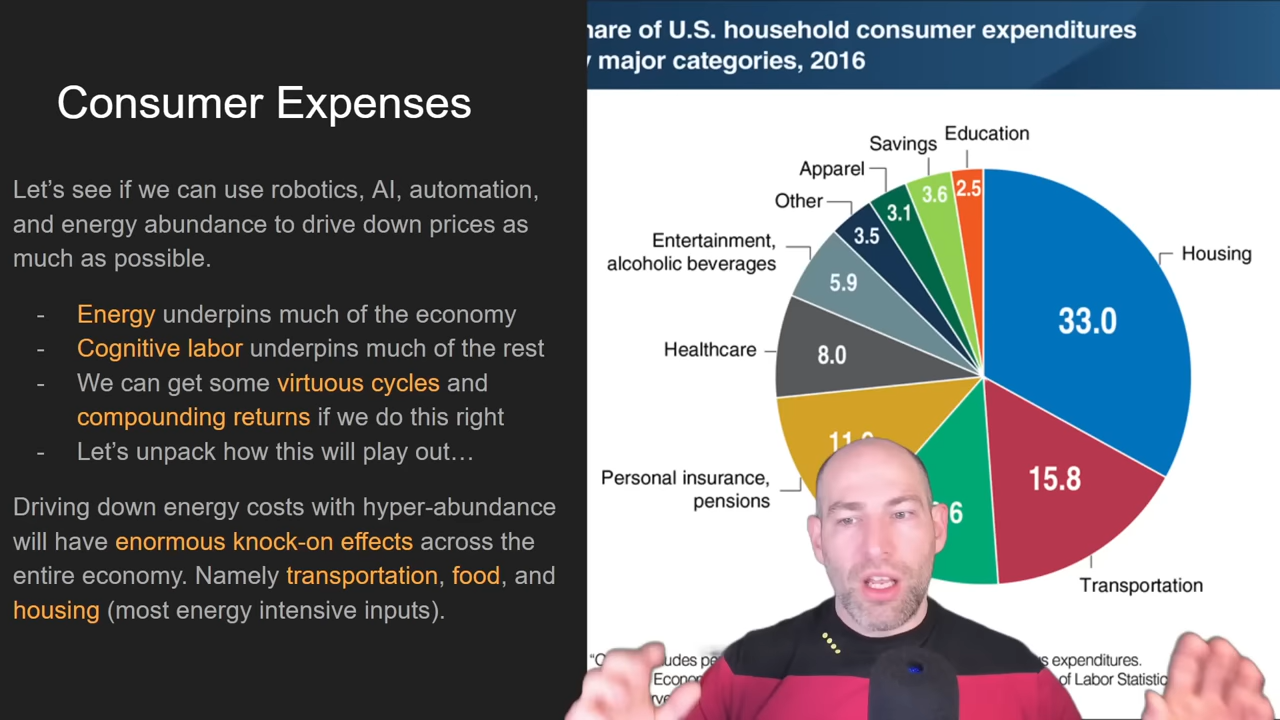 Consumer Expenses
Let’s see if we can use robotics, AI, automation,
and energy abundance to drive down prices as
much as possible.
- Energy underpins much of the economy
- Cognitive labor underpins much of the rest
- We can get some virtuous cycles and
compounding returns if we do this right
- Let’s unpack how this will play out…
Driving down energy costs with hyper-abundance
will have enormous knock-on effects across the
entire economy. Namely transportation, food, and
housing (most energy intensive inputs).
of U.S. household consumer expenditures
major categories, 2016
Education
Savings
Apparel
Other
Entertainment,
alcoholic beverages
Healthcare
Personal insurance,
pensions
Housing
Transportation
2.5
3.6
3.1
3.5
5.9
8.0
33.0
15.8
expenditures.
of Labor Statistic